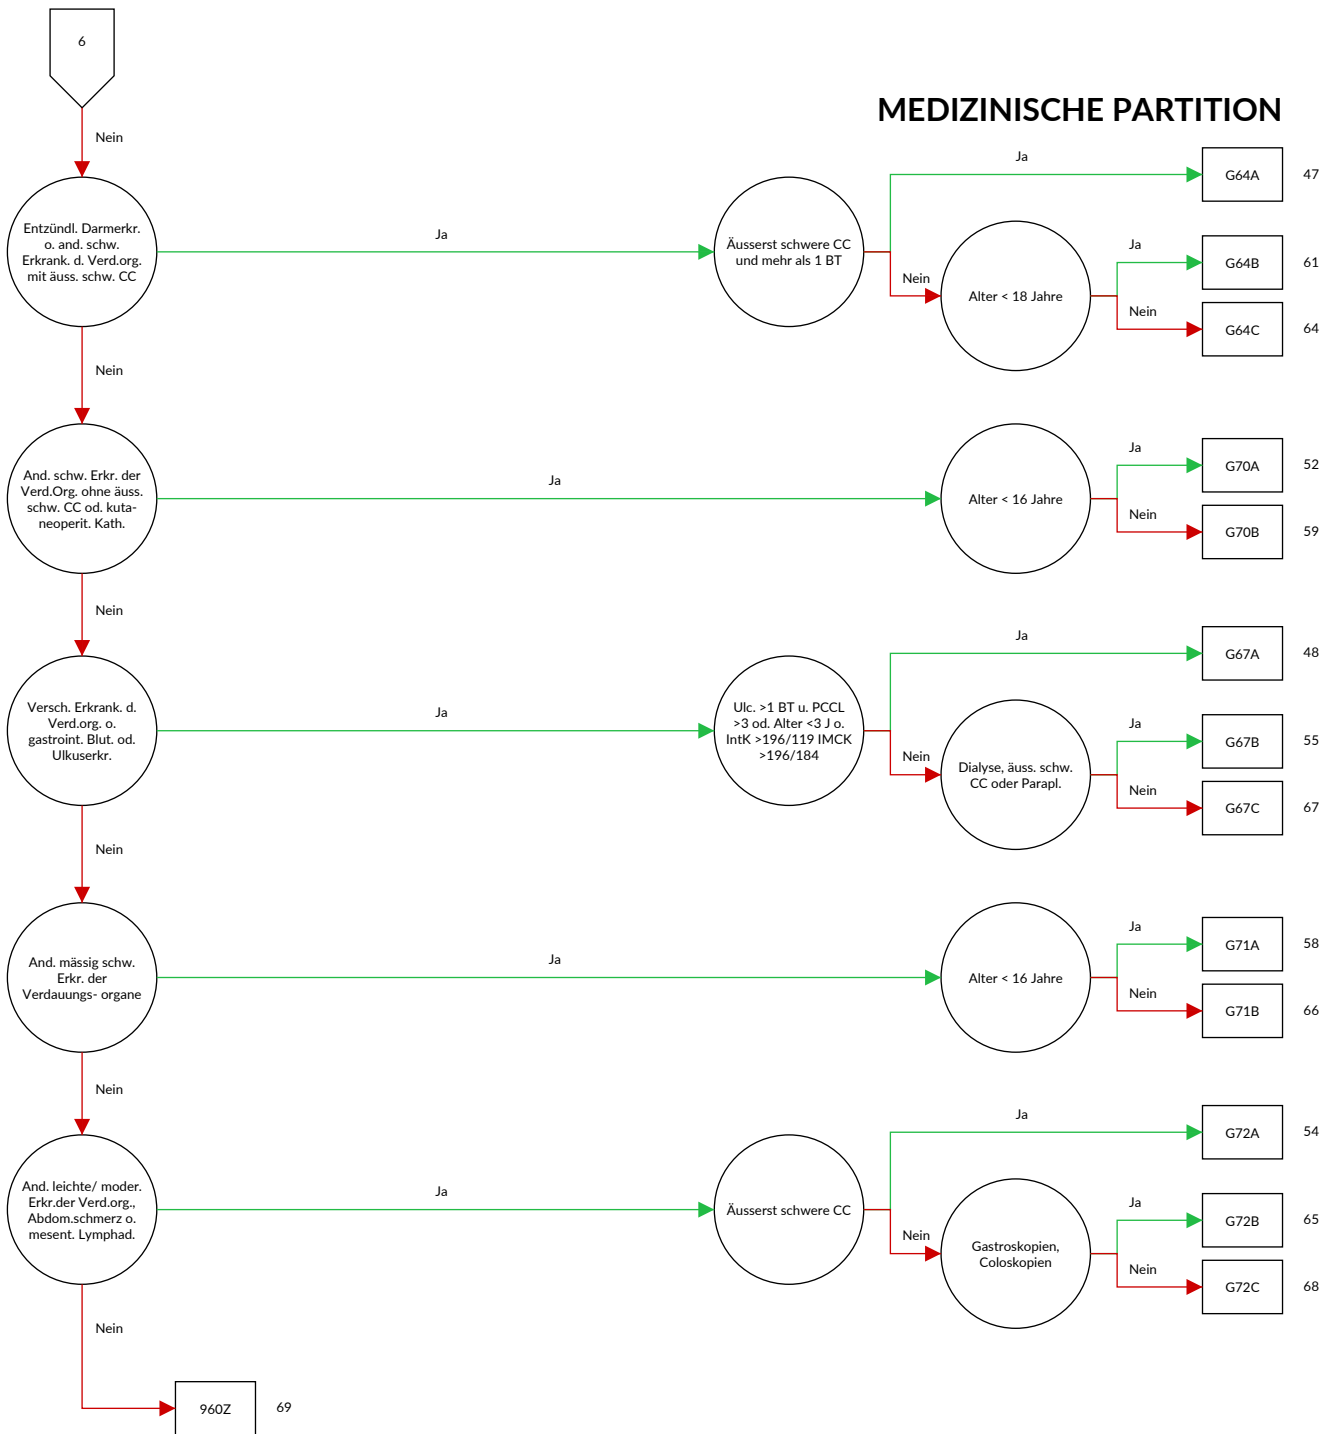 6
MEDIZINISCHE PARTITION
Nein
Entzündl. Darmerkr.
o. and. schw.
Erkrank. d. Verd.org.
mit äuss. schw. CC
Ja
Äusserst schwere CC
und mehr als 1 BT
Ja
G64A
47
Nein
Alter < 18 Jahre
Ja
G64B
61
Nein
G64C
64
Nein
And. schw. Erkr. der
Verd.Org. ohne äuss.
schw. CC od. kuta-
neoperit. Kath.
Ja
Alter < 16 Jahre
Ja
G70A
52
Nein
G70B
59
Nein
Versch. Erkrank. d.
Verd.org. o.
gastroint. Blut. od.
Ulkuserkr.
Ja
Ulc. >1 BT u. PCCL
>3 od. Alter <3 J o.
IntK >196/119 IMCK
>196/184
Ja
G67A
48
Nein
Dialyse, äuss. schw.
CC oder Parapl.
Ja
G67B
55
Nein
G67C
67
Nein
And. mässig schw.
Erkr. der
Verdauungs- organe
Ja
Alter < 16 Jahre
Ja
G71A
58
Nein
G71B
66
Nein
And. leichte/ moder.
Erkr.der Verd.org.,
Abdom.schmerz o.
mesent. Lymphad.
Ja
Äusserst schwere CC
Ja
G72A
54
Nein
Gastroskopien,
Coloskopien
Ja
G72B
65
Nein
G72C
68
Nein
960Z
69